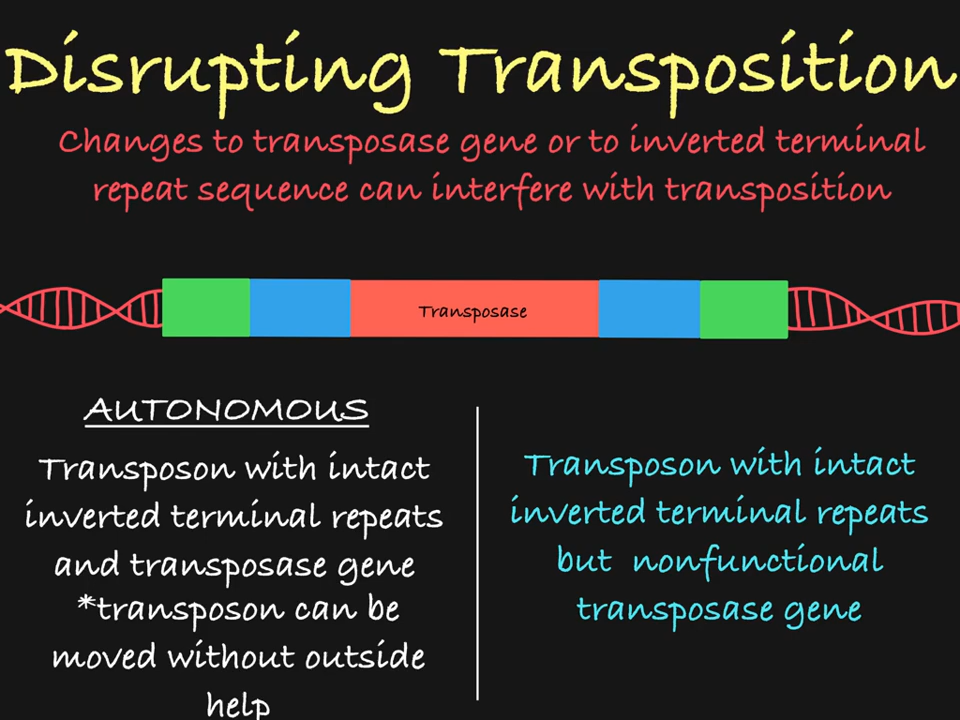 Disrupting Transposition
Changes to transposase gene or to inverted terminal
repeat sequence can interfere with transposition
Transposase
AUTONOMOUS
Transposon with intact
inverted terminal repeats
and transposase gene
*transposon can be
moved without outside
help
Transposon with intact
inverted terminal repeats
but nonfunctional
transposase gene